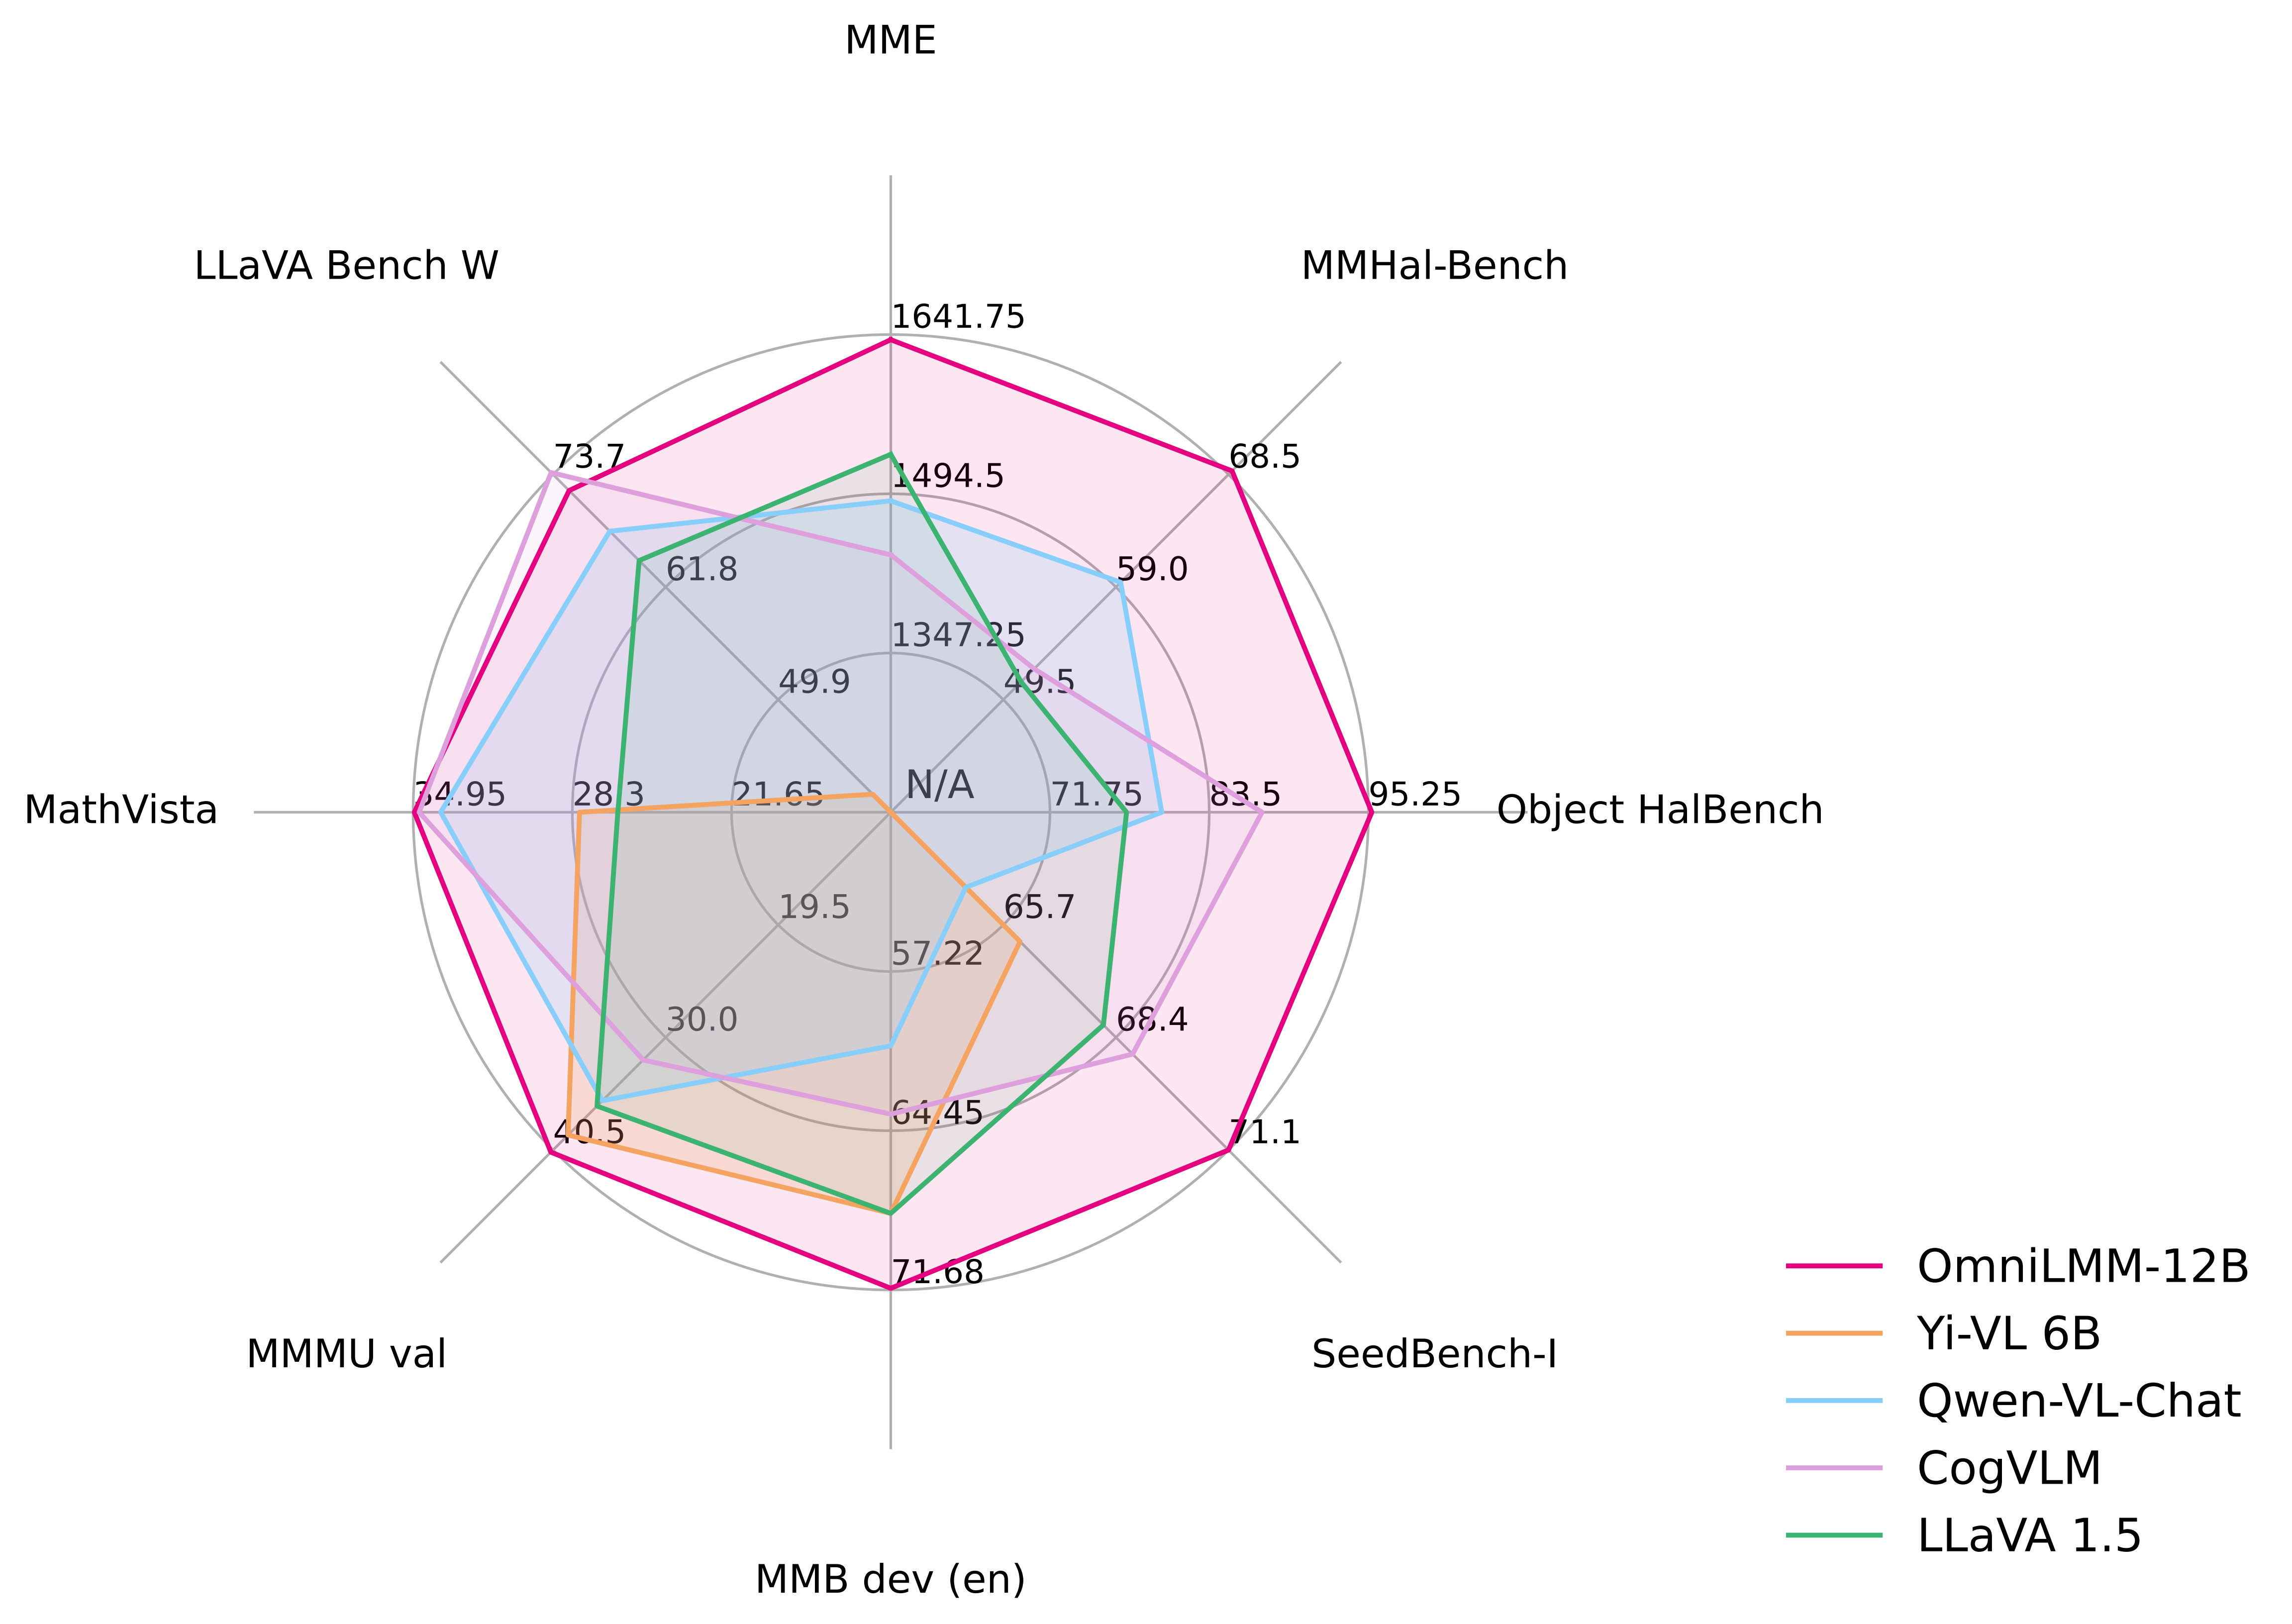 MME
LLaVA Bench W
MMHal-Bench
1641.75
73.7
68.5
1494.5
61.8
59.0
1347.25
49.9
49.5
N/A
MathVista
34.95
28.3
21.65
71.75
83.5
95.25
Object HalBench
19.5
65.7
57.22
30.0
68.4
64.45
40.5
71.1
71.68
MMMU val
SeedBench-I
MMB dev (en)
OmniLMM-12B
Yi-VL 6B
Qwen-VL-Chat
CogVLM
LLaVA 1.5